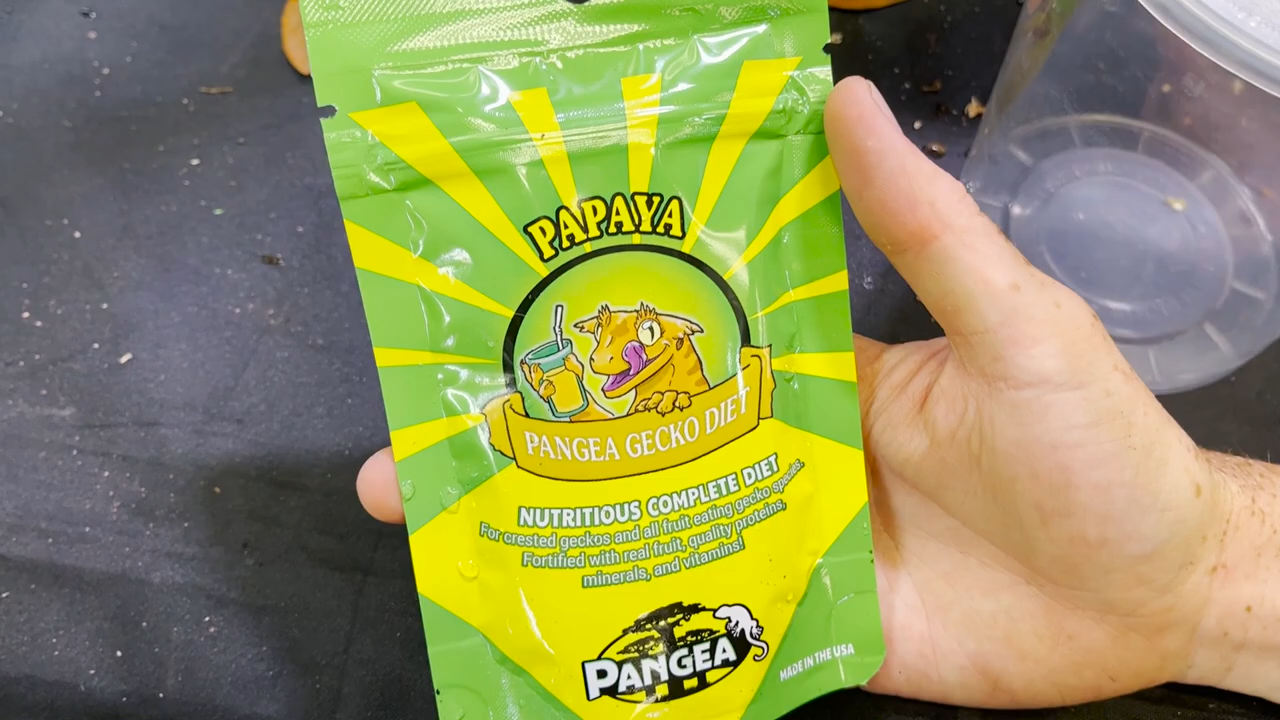 PAPAYA
PANGEA GECKO DIET
NUTRITIOUS COMPLETE DIET
For crested geckos and all fruit eating gecko species.
Fortified with real fruit, quality proteins,
minerals, and vitamins!
PANGEA
MADE IN THE USA